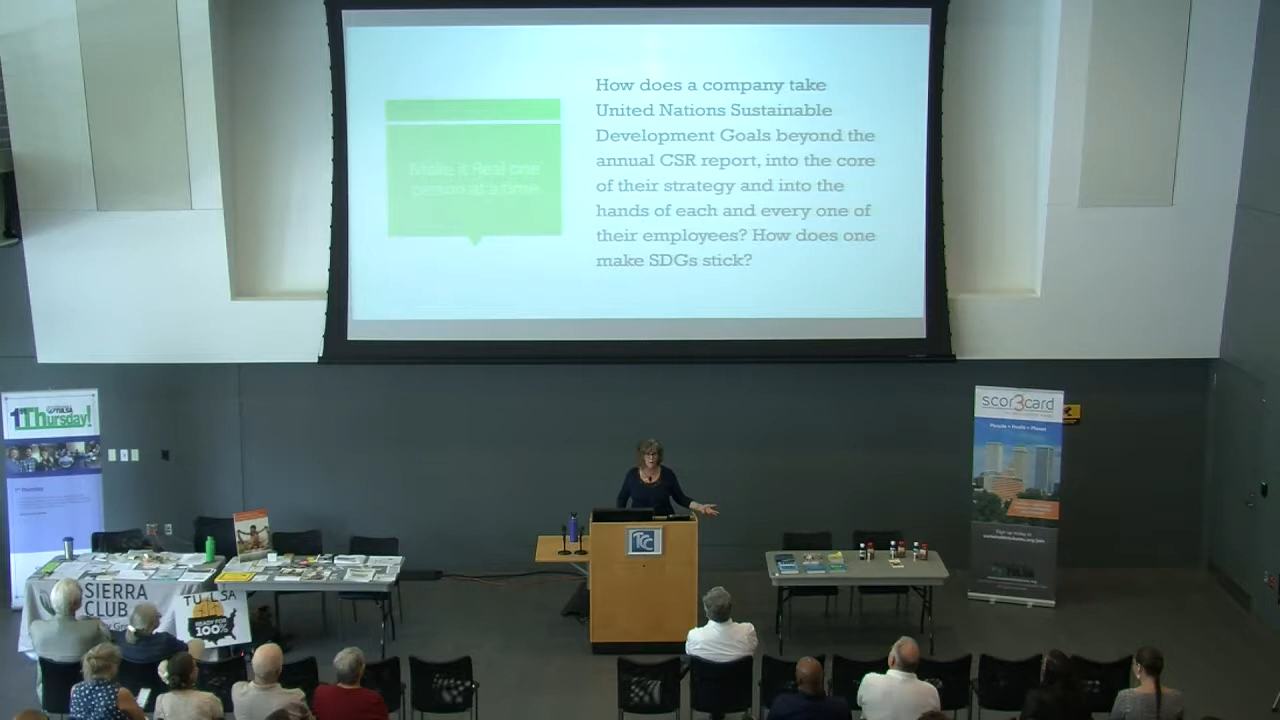 How does a company take
United Nations Sustainable
Development Goals beyond the
annual CSR report, into the core
of their strategy and into the
hands of each and every one of
their employees? How does one
make SDGs stick?
Make it Real one
person at a time
1st Thursday!
TULSA
scor3card
People • Profit • Planet
TCC
SIERRA
CLUB
TULSA
100%